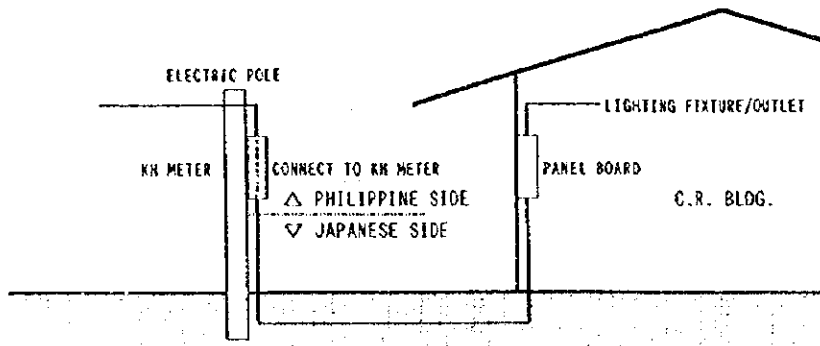 ELECTRIC POLE
LIGHTING FIXTURE/OUTLET
KH METER
CONNECT TO KH METER
PANEL BOARD
△ PHILIPPINE SIDE
C.R. BLDG.
▽ JAPANESE SIDE